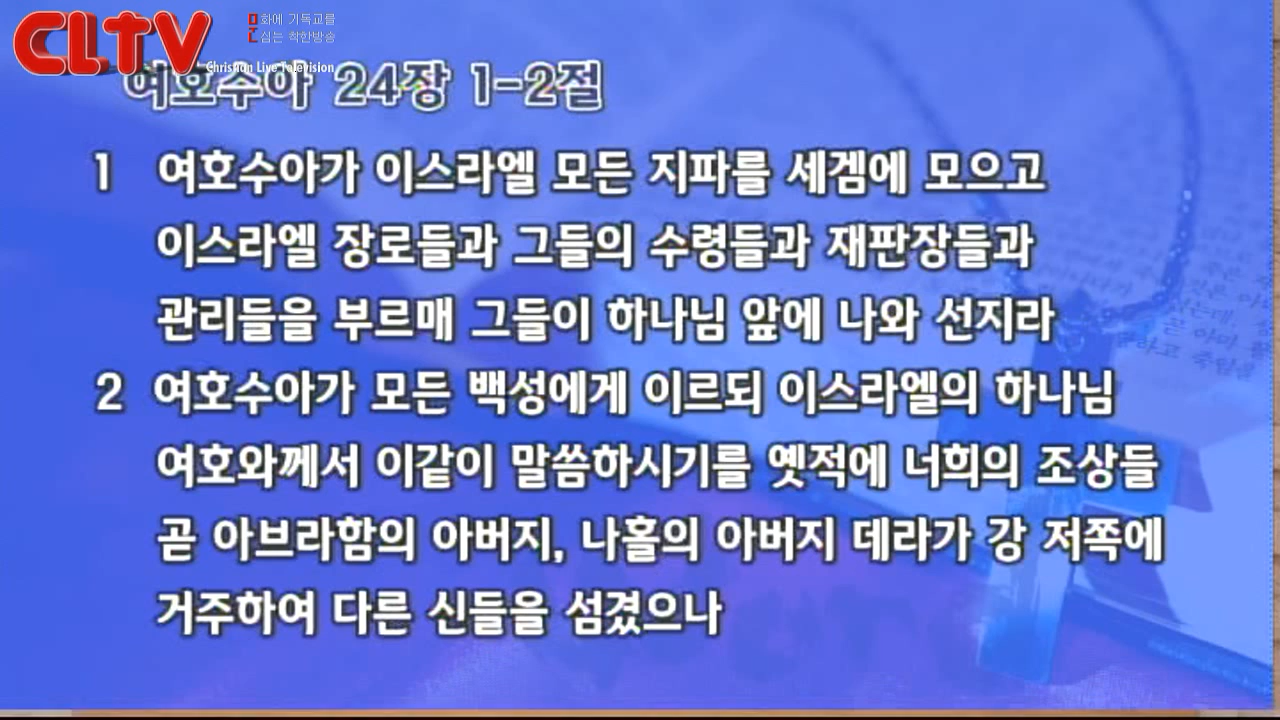 CLTV
문화에 기독교를
심는 착한방송
Christian Live Television
여호수아 24장 1-2절
1 여호수아가 이스라엘 모든 지파를 세겜에 모으고
이스라엘 장로들과 그들의 수령들과 재판장들과
관리들을 부르매 그들이 하나님 앞에 나와 선지라
2 여호수아가 모든 백성에게 이르되 이스라엘의 하나님
여호와께서 이같이 말씀하시기를 옛적에 너희의 조상들
곧 아브라함의 아버지, 나홀의 아버지 데라가 강 저쪽에
거주하여 다른 신들을 섬겼으나